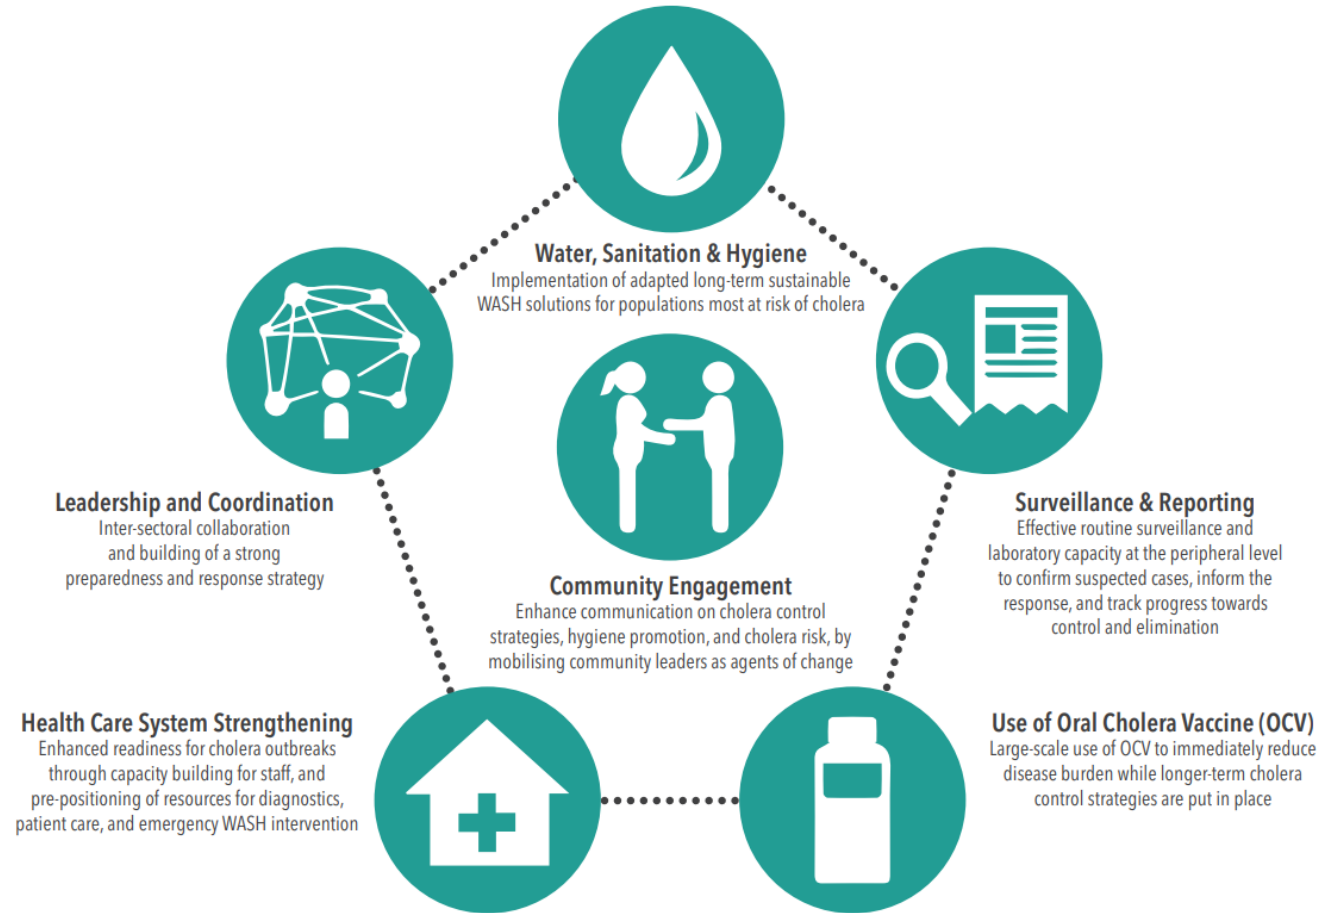 Water, Sanitation & Hygiene
Implementation of adapted long-term sustainable
WASH solutions for populations most at risk of cholera
Leadership and Coordination
Inter-sectoral collaboration
and building of a strong
preparedness and response strategy
Surveillance & Reporting
Effective routine surveillance and
laboratory capacity at the peripheral level
to confirm suspected cases, inform the
response, and track progress towards
control and elimination
Community Engagement
Enhance communication on cholera control
strategies, hygiene promotion, and cholera risk, by
mobilising community leaders as agents of change
Health Care System Strengthening
Enhanced readiness for cholera outbreaks
through capacity building for staff, and
pre-positioning of resources for diagnostics,
patient care, and emergency WASH intervention
Use of Oral Cholera Vaccine (OCV)
Large-scale use of OCV to immediately reduce
disease burden while longer-term cholera
control strategies are put in place